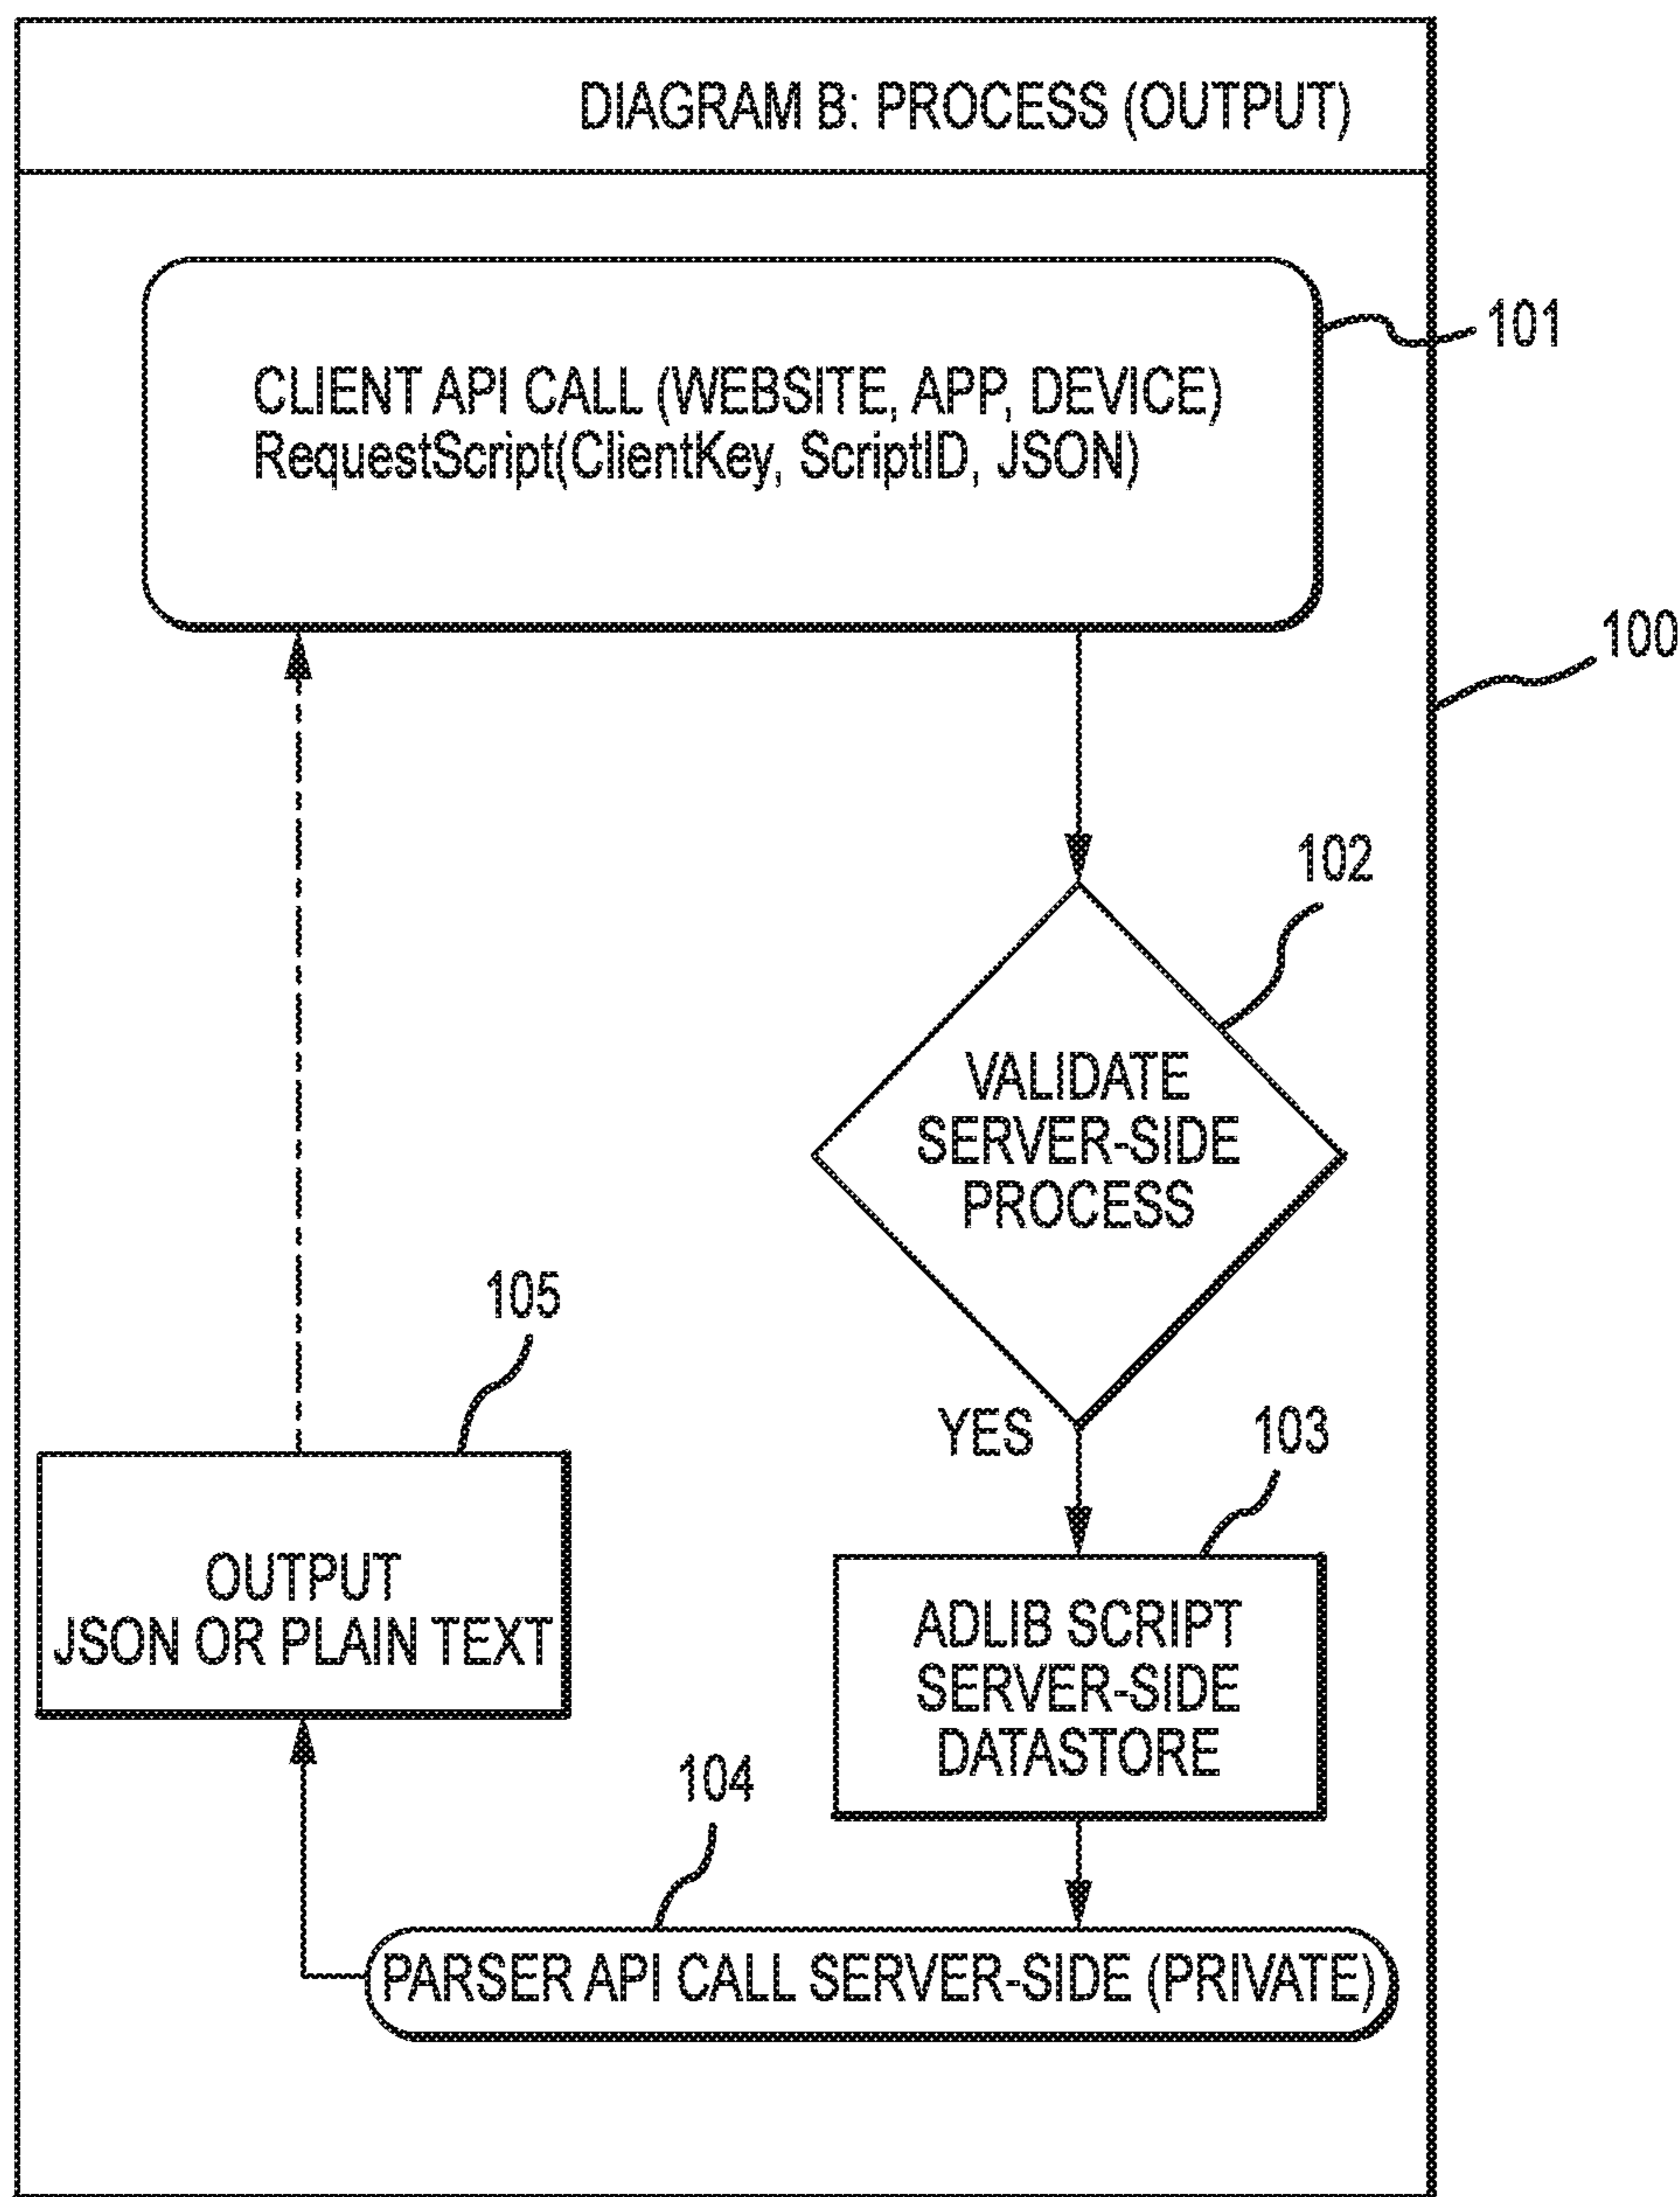 DIAGRAM B: PROCESS (OUTPUT)
CLIENT API CALL (WEBSITE, APP, DEVICE)
RequestScript(ClientKey, ScriptID, JSON)
101
100
102
VALIDATE
SERVER-SIDE
PROCESS
YES
103
ADLIB SCRIPT
SERVER-SIDE
DATASTORE
104
PARSER API CALL SERVER-SIDE (PRIVATE)
105
OUTPUT
JSON OR PLAIN TEXT